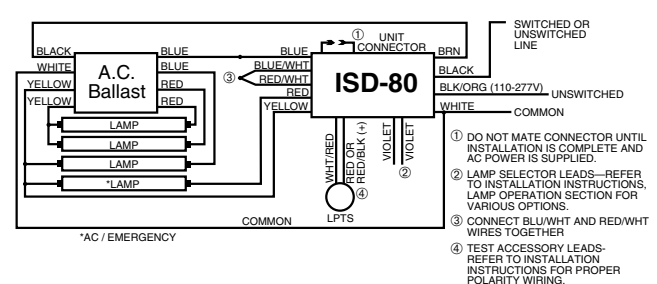 ① UNIT
CONNECTOR
SWITCHED OR
UNSWITCHED
LINE
BLACK
BLUE
BLUE
BRN
WHITE
BLUE
BLUE/WHT
BLACK
YELLOW
RED
③
RED/WHT
YELLOW
RED
RED
YELLOW
A.C.
Ballast
ISD-80
BLK/ORG (110-277V)
UNSWITCHED
WHITE
COMMON
LAMP
LAMP
LAMP
*LAMP
WHT/RED
RED OR
RED/BLK (+)
VIOLET
VIOLET
②
④
LPTS
COMMON
*AC / EMERGENCY
① DO NOT MATE CONNECTOR UNTIL
INSTALLATION IS COMPLETE AND
AC POWER IS SUPPLIED.
② LAMP SELECTOR LEADS—REFER
TO INSTALLATION INSTRUCTIONS,
LAMP OPERATION SECTION FOR
VARIOUS OPTIONS.
③ CONNECT BLU/WHT AND RED/WHT
WIRES TOGETHER
④ TEST ACCESSORY LEADS-
REFER TO INSTALLATION
INSTRUCTIONS FOR PROPER
POLARITY WIRING.